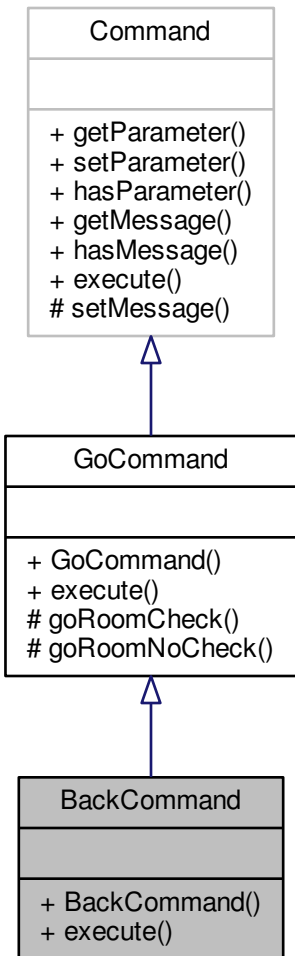 Command
+ getParameter()
+ setParameter()
+ hasParameter()
+ getMessage()
+ hasMessage()
+ execute()
# setMessage()
GoCommand
+ GoCommand()
+ execute()
# goRoomCheck()
# goRoomNoCheck()
BackCommand
+ BackCommand()
+ execute()